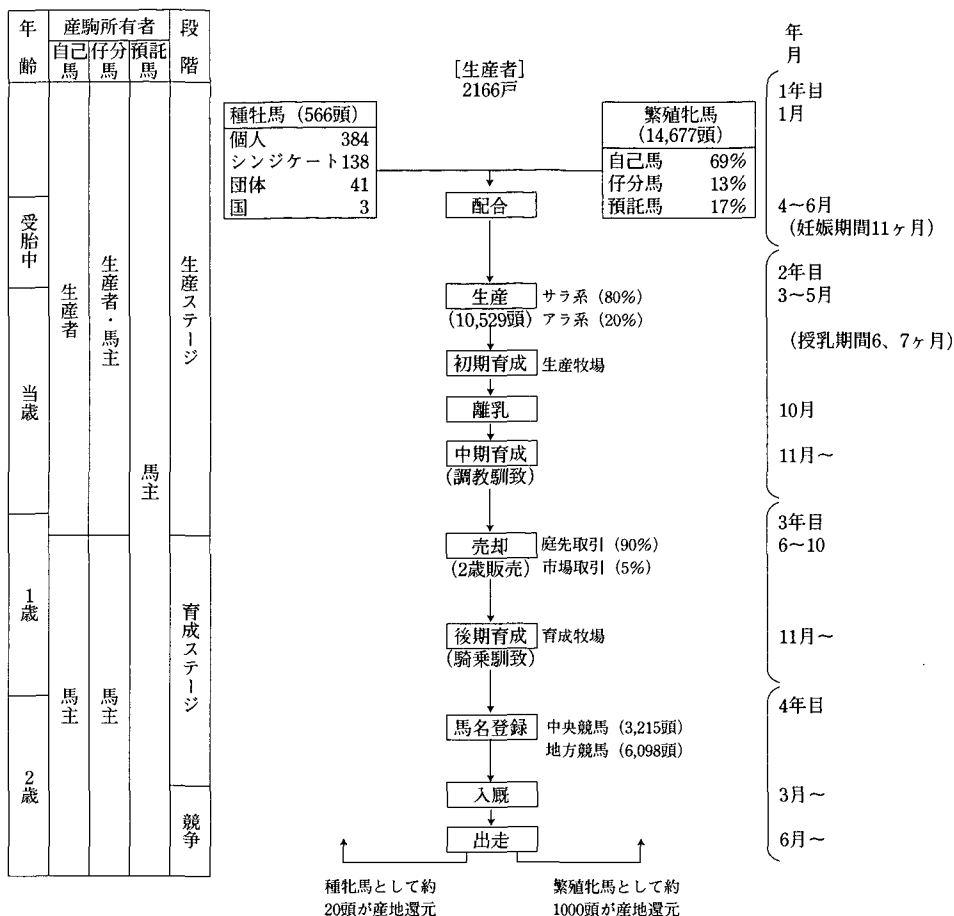 年齢
産駒所有者
段階
自己馬
仔分馬
預託馬
受胎中
当歳
1歳
2歳
生産者
馬主
生産者・馬主
馬主
馬主
生産ステージ
育成ステージ
競争
[生産者]
2166戸
種牡馬（566頭）
個人 384
シンジケート138
団体 41
国 3
繁殖牝馬
（14,677頭）
自己馬 69%
仔分馬 13%
預託馬 17%
配合
生産 サラ系（80%）
（10,529頭）アラ系（20%）
初期育成 生産牧場
離乳
中期育成
（調教馴致）
売却 庭先取引（90%）
（2歳販売）市場取引（5%）
後期育成 育成牧場
（騎乗馴致）
馬名登録 中央競馬（3,215頭）
地方競馬（6,098頭）
入厩
出走
種牡馬として約
20頭が産地還元
繁殖牝馬として約
1000頭が産地還元
年
月
1年目
1月
4～6月
（妊娠期間11ヶ月）
2年目
3～5月
（授乳期間6、7ヶ月）
10月
11月～
3年目
6～10
11月～
4年目
3月～
6月～